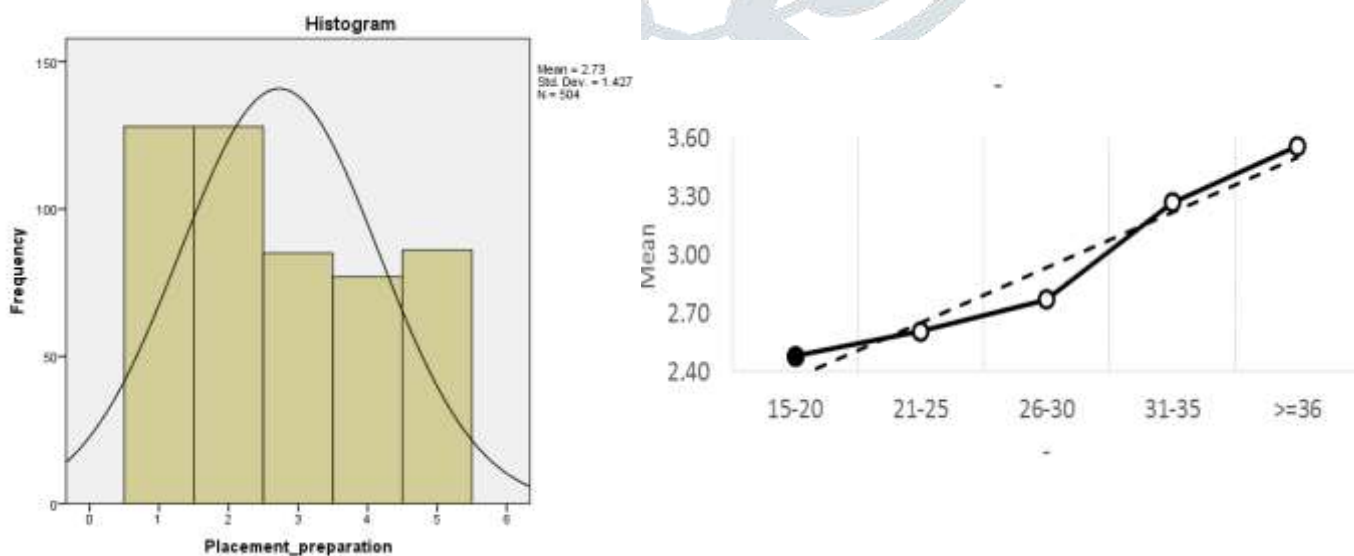 Histogram
150
100
50
0
Frequency
0 1 2 3 4 5 6
Placement_preparation
Mean = 2.73
Std. Dev. = 1.427
N = 504
-
3.60
3.30
3.00
2.70
2.40
Mean
15-20 21-25 26-30 31-35 >=36
-